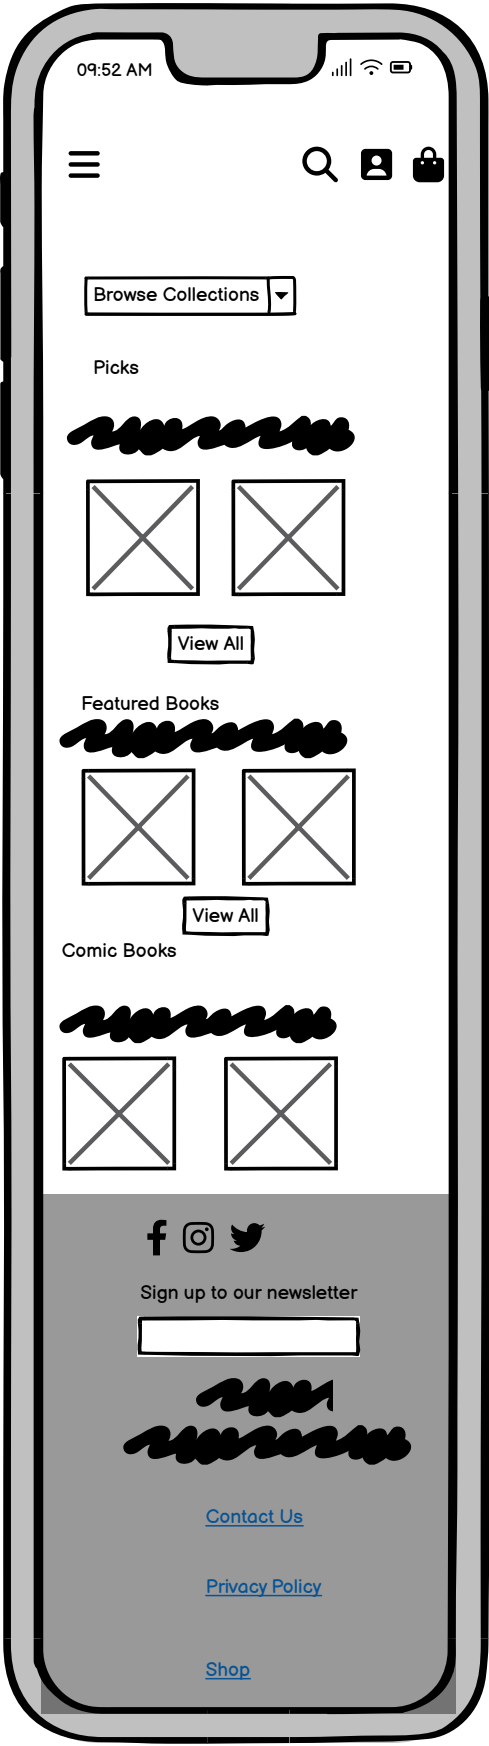 09:52 AM
Browse Collections
Picks
View All
Featured Books
View All
Comic Books
Sign up to our newsletter
Contact Us
Privacy Policy
Shop